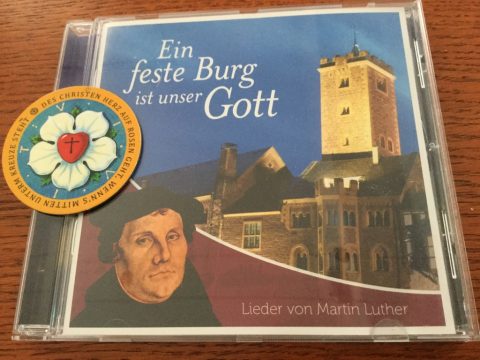 Ein
feste Burg
ist unser Gott
DES CHRISTEN HERZ AUF ROSEN GEHT, WENN'S MITTEN UNTERM KREUZE STEHT
Lieder von Martin Luther